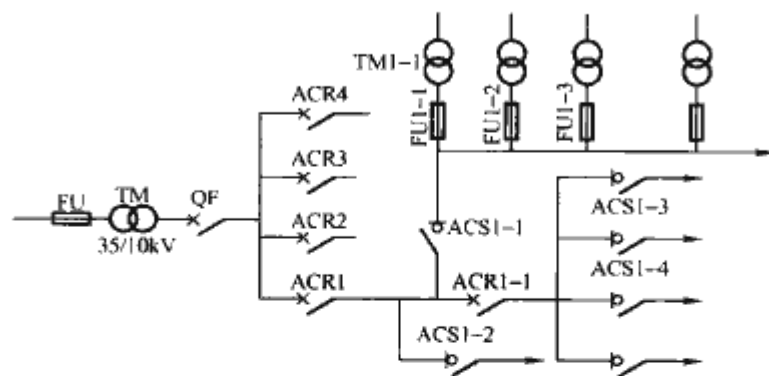 TM1-1
FU1-1
FU1-2
FU1-3
ACR4
ACR3
FU
TM
QF
35/10kV
ACR2
ACS1-1
ACS1-3
ACR1
ACR1-1
ACS1-4
ACS1-2